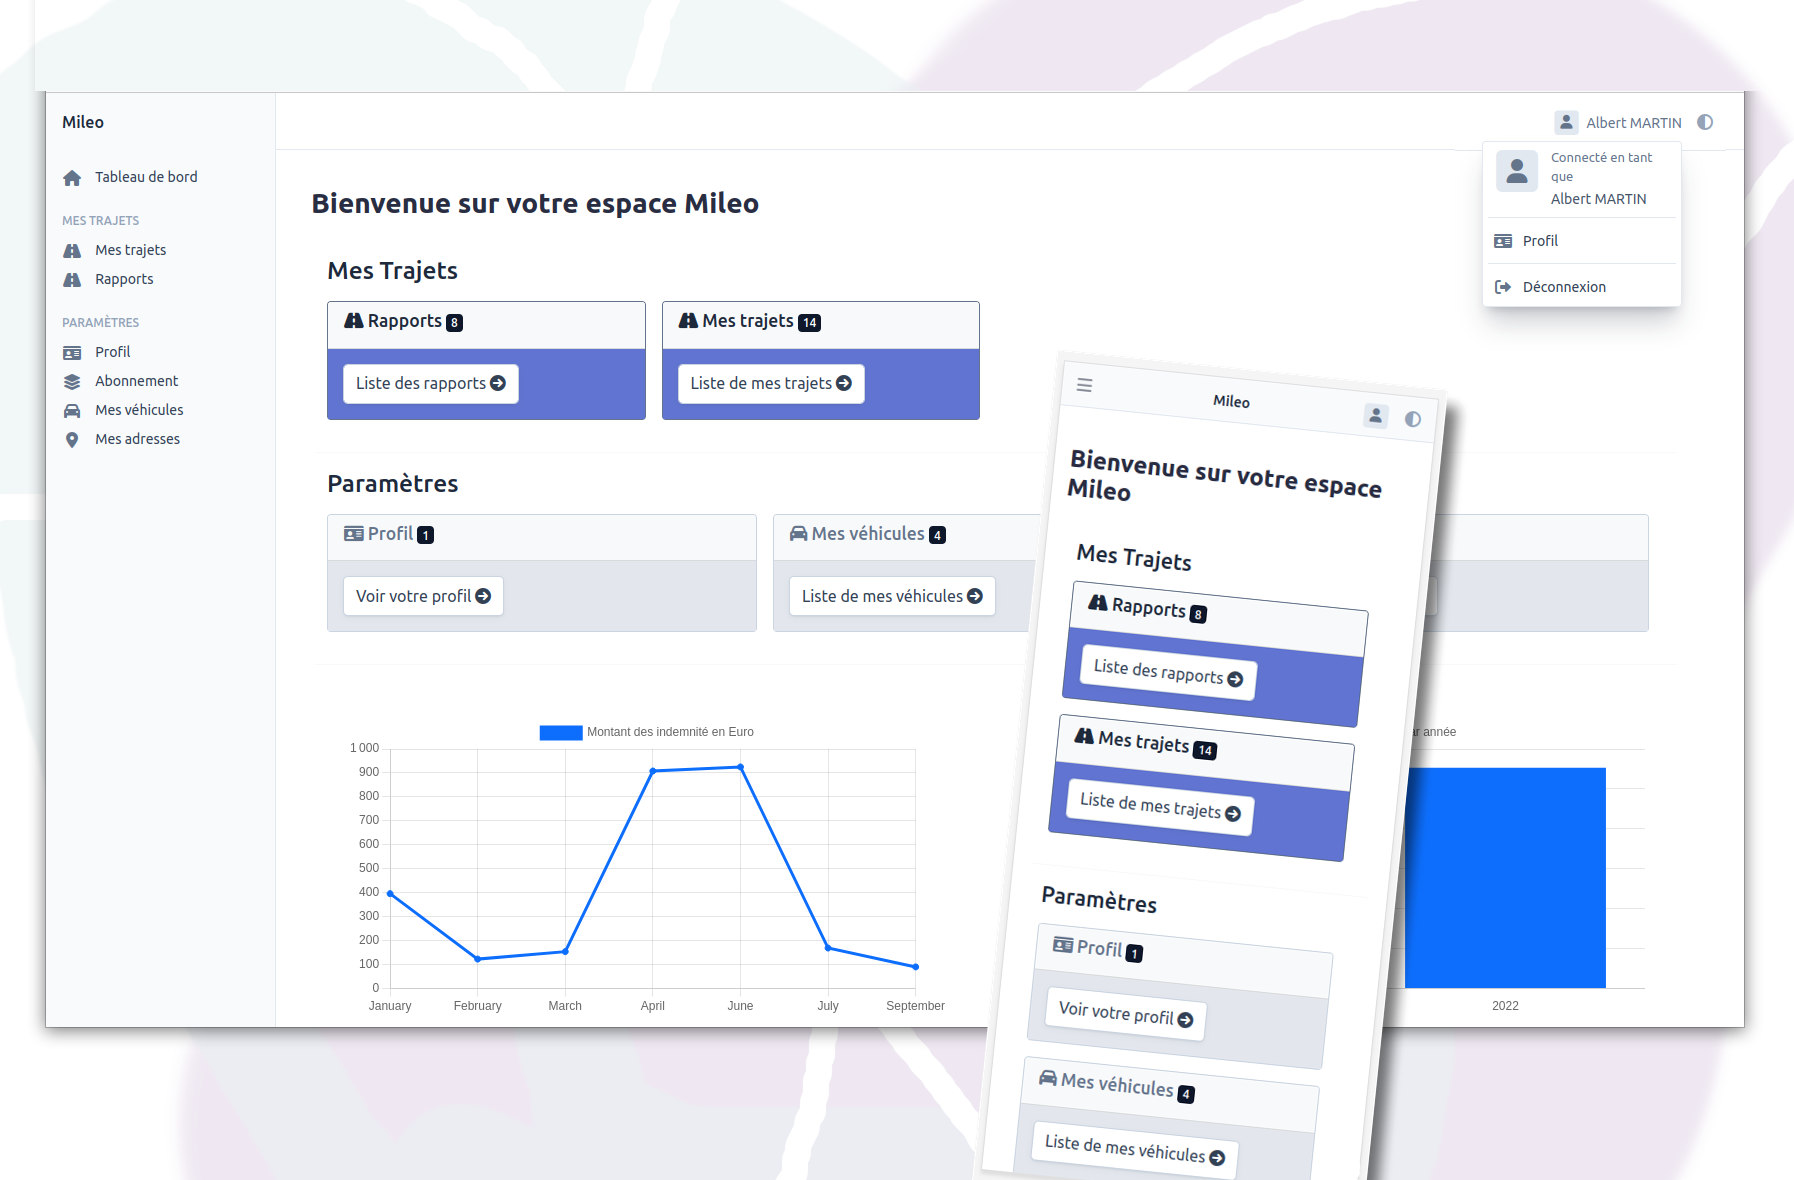 Mileo
Albert MARTIN
Connecté en tant
que
Albert MARTIN
Profil
Déconnexion
Tableau de bord
MES TRAJETS
Mes trajets
Rapports
PARAMÈTRES
Profil
Abonnement
Mes véhicules
Mes adresses
Bienvenue sur votre espace Mileo
Mes Trajets
Rapports 8
Liste des rapports
Mes trajets 14
Liste de mes trajets
Paramètres
Profil 1
Voir votre profil
Mes véhicules 4
Liste de mes véhicules
Montant des indemnité en Euro
1 000
900
800
700
600
500
400
300
200
100
0
January February March April June July September
année
2022
Mileo
Bienvenue sur votre espace
Mileo
Mes Trajets
Rapports 8
Liste des rapports
Mes trajets 14
Liste de mes trajets
Paramètres
Profil 1
Voir votre profil
Mes véhicules 4
Liste de mes véhicules